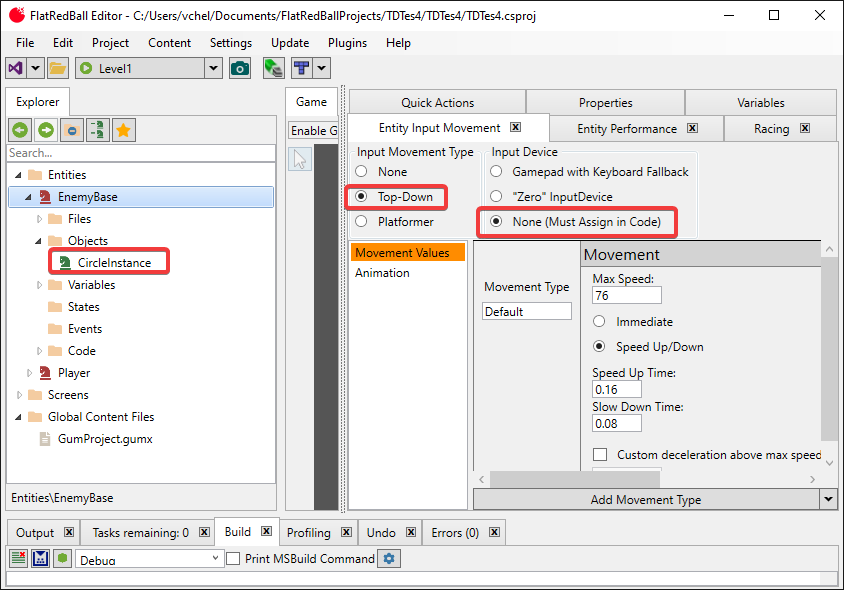 FlatRedBall Editor - C:/Users/vchel/Documents/FlatRedBallProjects/TDTes4/TDTes4/TDTes4.csproj
File Edit Project Content Settings Update Plugins Help
Level1
Explorer
Search...
Entities
EnemyBase
Files
Objects
CircleInstance
Variables
States
Events
Code
Player
Screens
Global Content Files
GumProject.gumx
Entities\EnemyBase
Game
Enable G
Quick Actions Properties Variables
Entity Input Movement Entity Performance Racing
Input Movement Type
None
Top-Down
Platformer
Input Device
Gamepad with Keyboard Fallback
"Zero" InputDevice
None (Must Assign in Code)
Movement Values
Animation
Movement Type
Default
Movement
Max Speed:
76
Immediate
Speed Up/Down
Speed Up Time:
0.16
Slow Down Time:
0.08
Custom deceleration above max speed
Add Movement Type
Output Tasks remaining: 0 Build Profiling Undo Errors (0)
Debug Print MSBuild Command